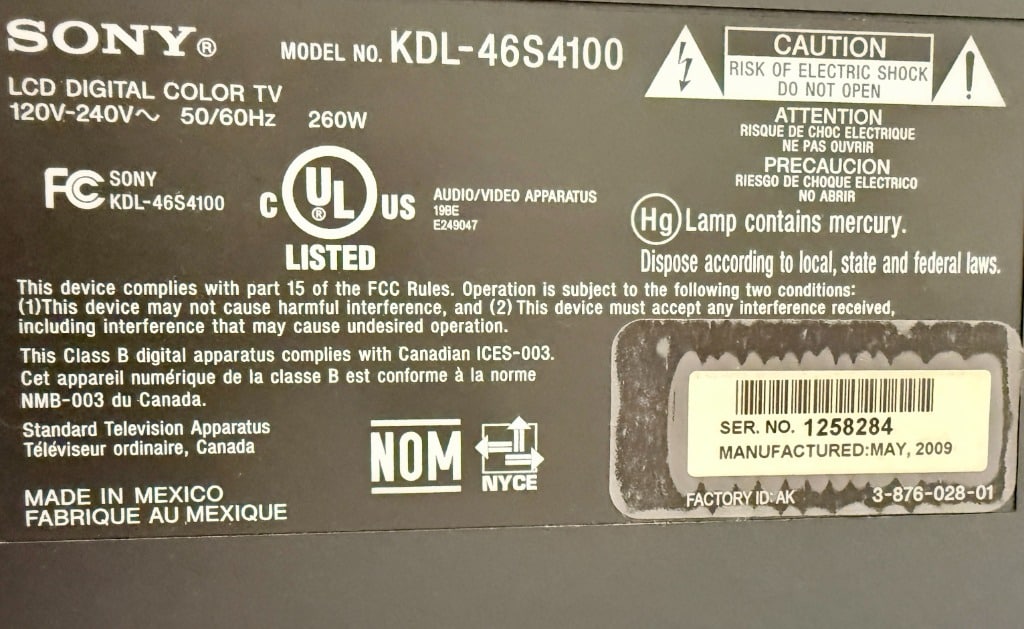 SONY®
MODEL NO. KDL-46S4100
LCD DIGITAL COLOR TV
120V-240V~ 50/60Hz 260W
FC SONY
KDL-46S4100
C UL® US
LISTED
AUDIO/VIDEO APPARATUS
19BE
E249047
CAUTION
RISK OF ELECTRIC SHOCK
DO NOT OPEN
ATTENTION
RISQUE DE CHOC ELECTRIQUE
NE PAS OUVRIR
PRECAUCION
RIESGO DE CHOQUE ELECTRICO
NO ABRIR
Hg Lamp contains mercury.
Dispose according to local, state and federal laws.
This device complies with part 15 of the FCC Rules. Operation is subject to the following two conditions:
(1)This device may not cause harmful interference, and (2) This device must accept any interference received,
including interference that may cause undesired operation.
This Class B digital apparatus complies with Canadian ICES-003.
Cet appareil numérique de la classe B est conforme à la norme
NMB-003 du Canada.
Standard Television Apparatus
Téléviseur ordinaire, Canada
NOM
NYCE
MADE IN MEXICO
FABRIQUE AU MEXIQUE
SER. NO. 1258284
MANUFACTURED:MAY, 2009
FACTORY ID: AK
3-876-028-01